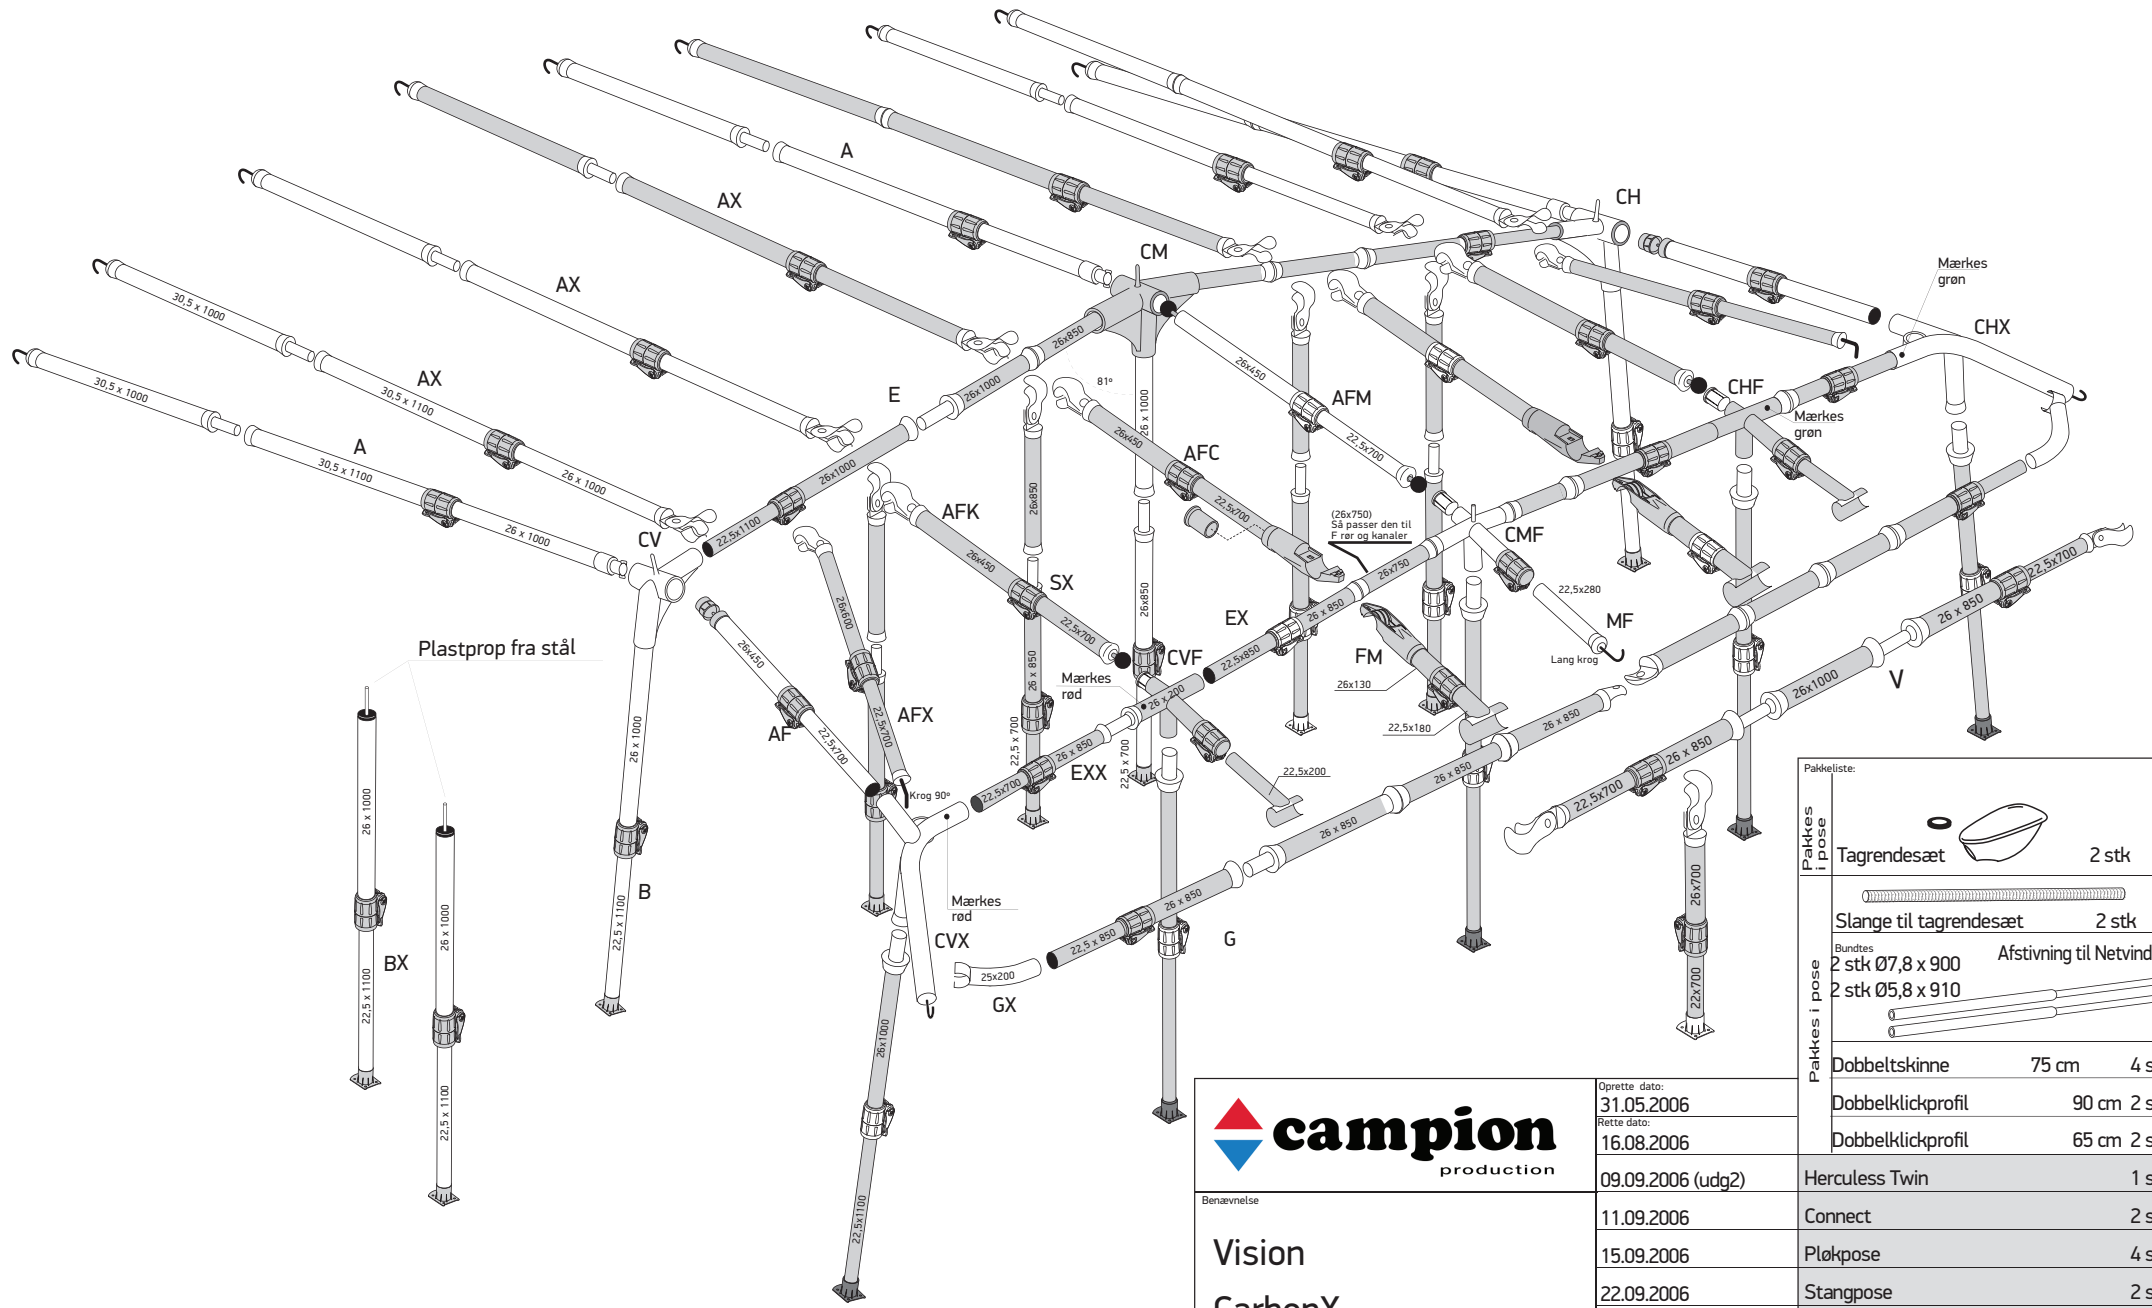 CH
A
AX
CM
Mærkes
grøn
CHX
AX
26x850
AX
30,5 x 1000
26x450
81°
E
26x1000
AFM
CHF
Mærkes
grøn
30,5 x 1100
30,5 x 1000
A
26 x 1000
26x450
AFC
22,5x700
26x1000
26x850
30,5 x 1100
26 x 1000
22,5x700
(26x750)
Så passer den til
F rør og kanaler
CMF
CV
22,5x1100
AFK
26 x 1000
26x450
SX
26x850
26x750
22,5x280
MF
Lang krog
22,5x700
26x600
EX
26 x 850
26 x 850
V
Plastprop fra stål
22,5x700
CVF
22,5x850
FM
26x130
26x450
Mærkes
rød
26 x 200
26 x 850
22,5x180
26x1000
AFX
22,5x700
AF
22,5x700
22,5 x 700
22,5 x 700
26 x 850
26 x 850
EXX
22,5x700
22,5x200
26 x 850
26 x 850
22,5x700
Krog 90°
26 x 1000
26 x 1000
26 x 1000
26 x 850
26x700
B
22,5 x 1100
Mærkes
rød
CVX
26 x 850
G
22,5 x 850
BX
22,5 x 1100
25x200
GX
22x700
26x1000
22,5 x 1100
22,5x1100
Pakkeliste:
Pakkes
i pose
Tagrendesæt 2 stk
Slange til tagrendesæt 2 stk
Pakkes i pose
Bundtes
2 stk Ø7,8 x 900 Afstivning til Netvind
2 stk Ø5,8 x 910
Dobbeltskinne 75 cm 4 s
Dobbelklickprofil 90 cm 2 s
Dobbelklickprofil 65 cm 2 s
Herculess Twin 1 s
Connect 2 s
Pløkpose 4 s
Stangpose 2 s
campion
production
Oprette dato:
31.05.2006
Rette dato:
16.08.2006
09.09.2006 (udg2)
11.09.2006
15.09.2006
22.09.2006
Benævnelse
Vision
CarbonX